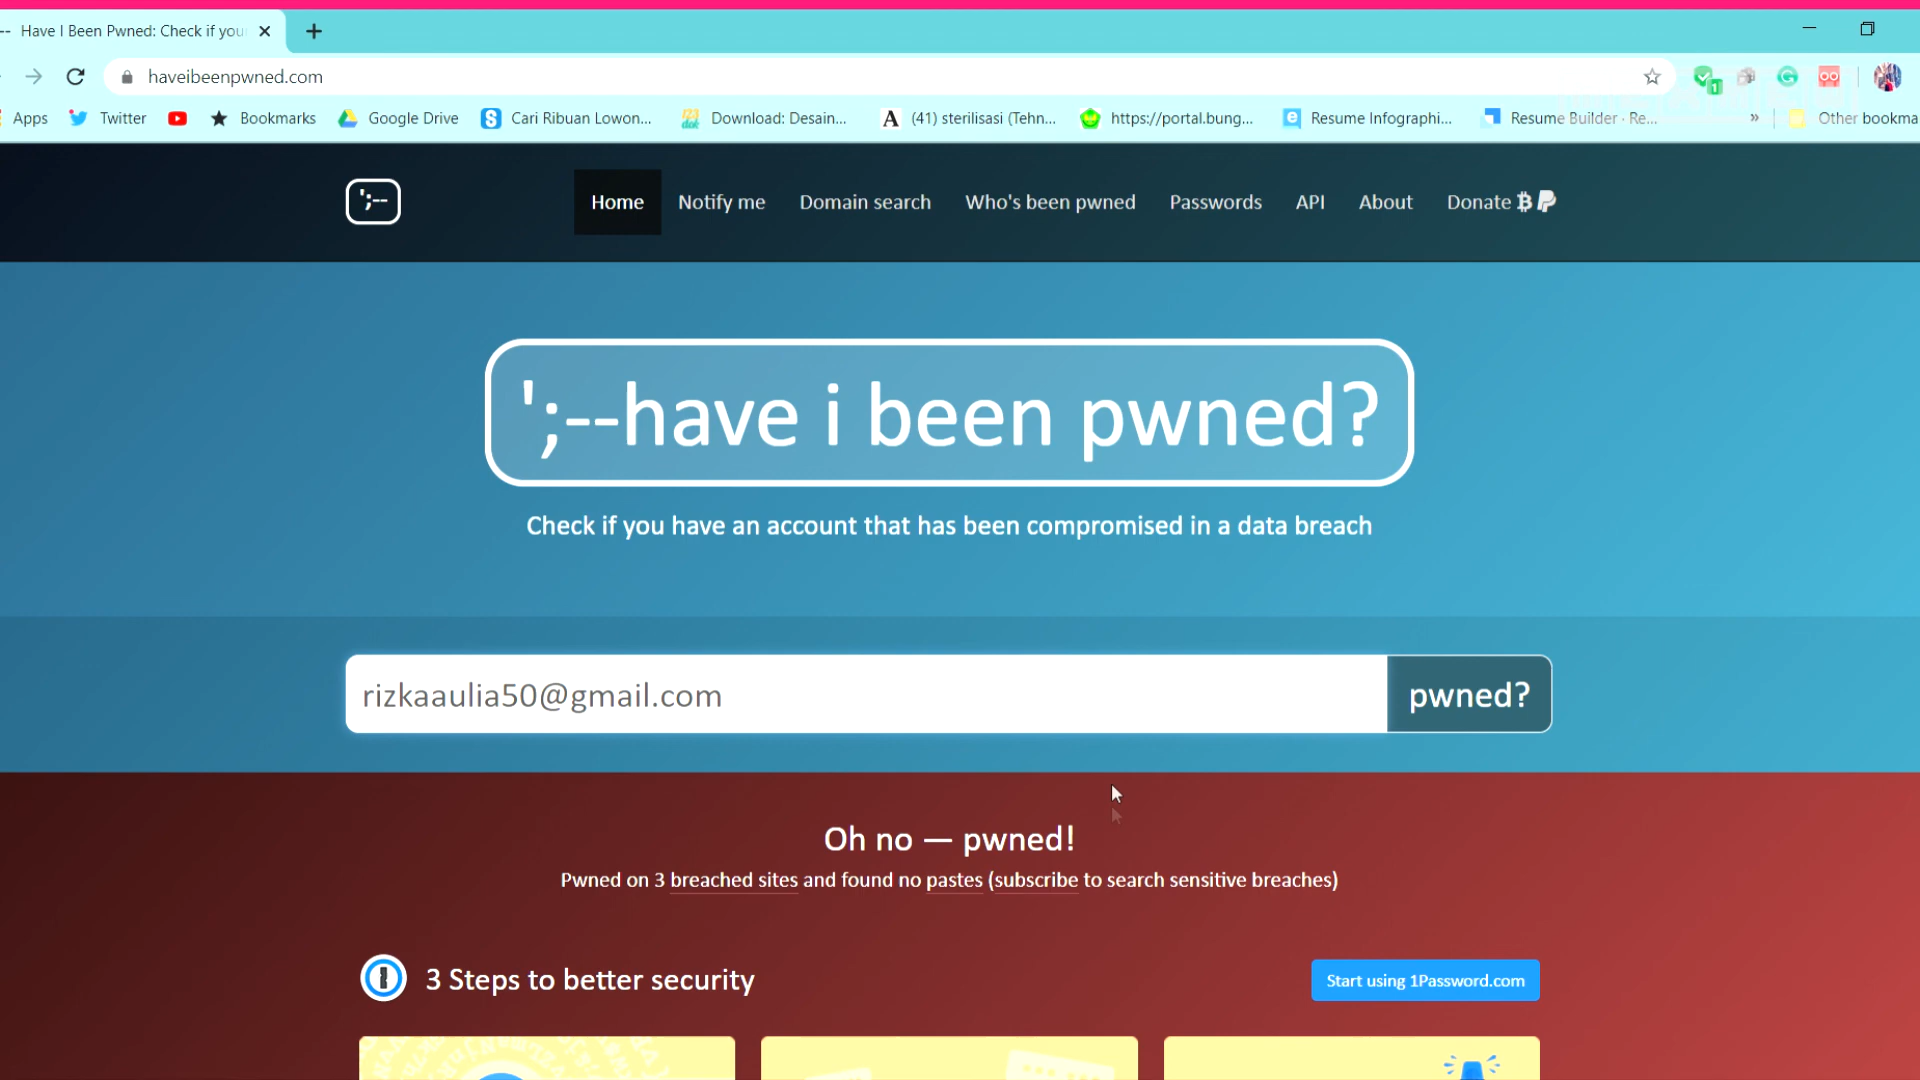 Have I Been Pwned: Check if you
haveibeenpwned.com
1
Apps
Twitter
Bookmarks
Google Drive
Cari Ribuan Lowon...
Download: Desain...
A
(41) sterilisasi (Tehn...
https://portal.bung...
Resume Infographi...
Resume Builder · Re...
»
Other bookma
';--
Home
Notify me
Domain search
Who's been pwned
Passwords
API
About
Donate
';--have i been pwned?
Check if you have an account that has been compromised in a data breach
rizkaaulia50@gmail.com
pwned?
Oh no — pwned!
Pwned on 3 breached sites and found no pastes (subscribe to search sensitive breaches)
3 Steps to better security
Start using 1Password.com